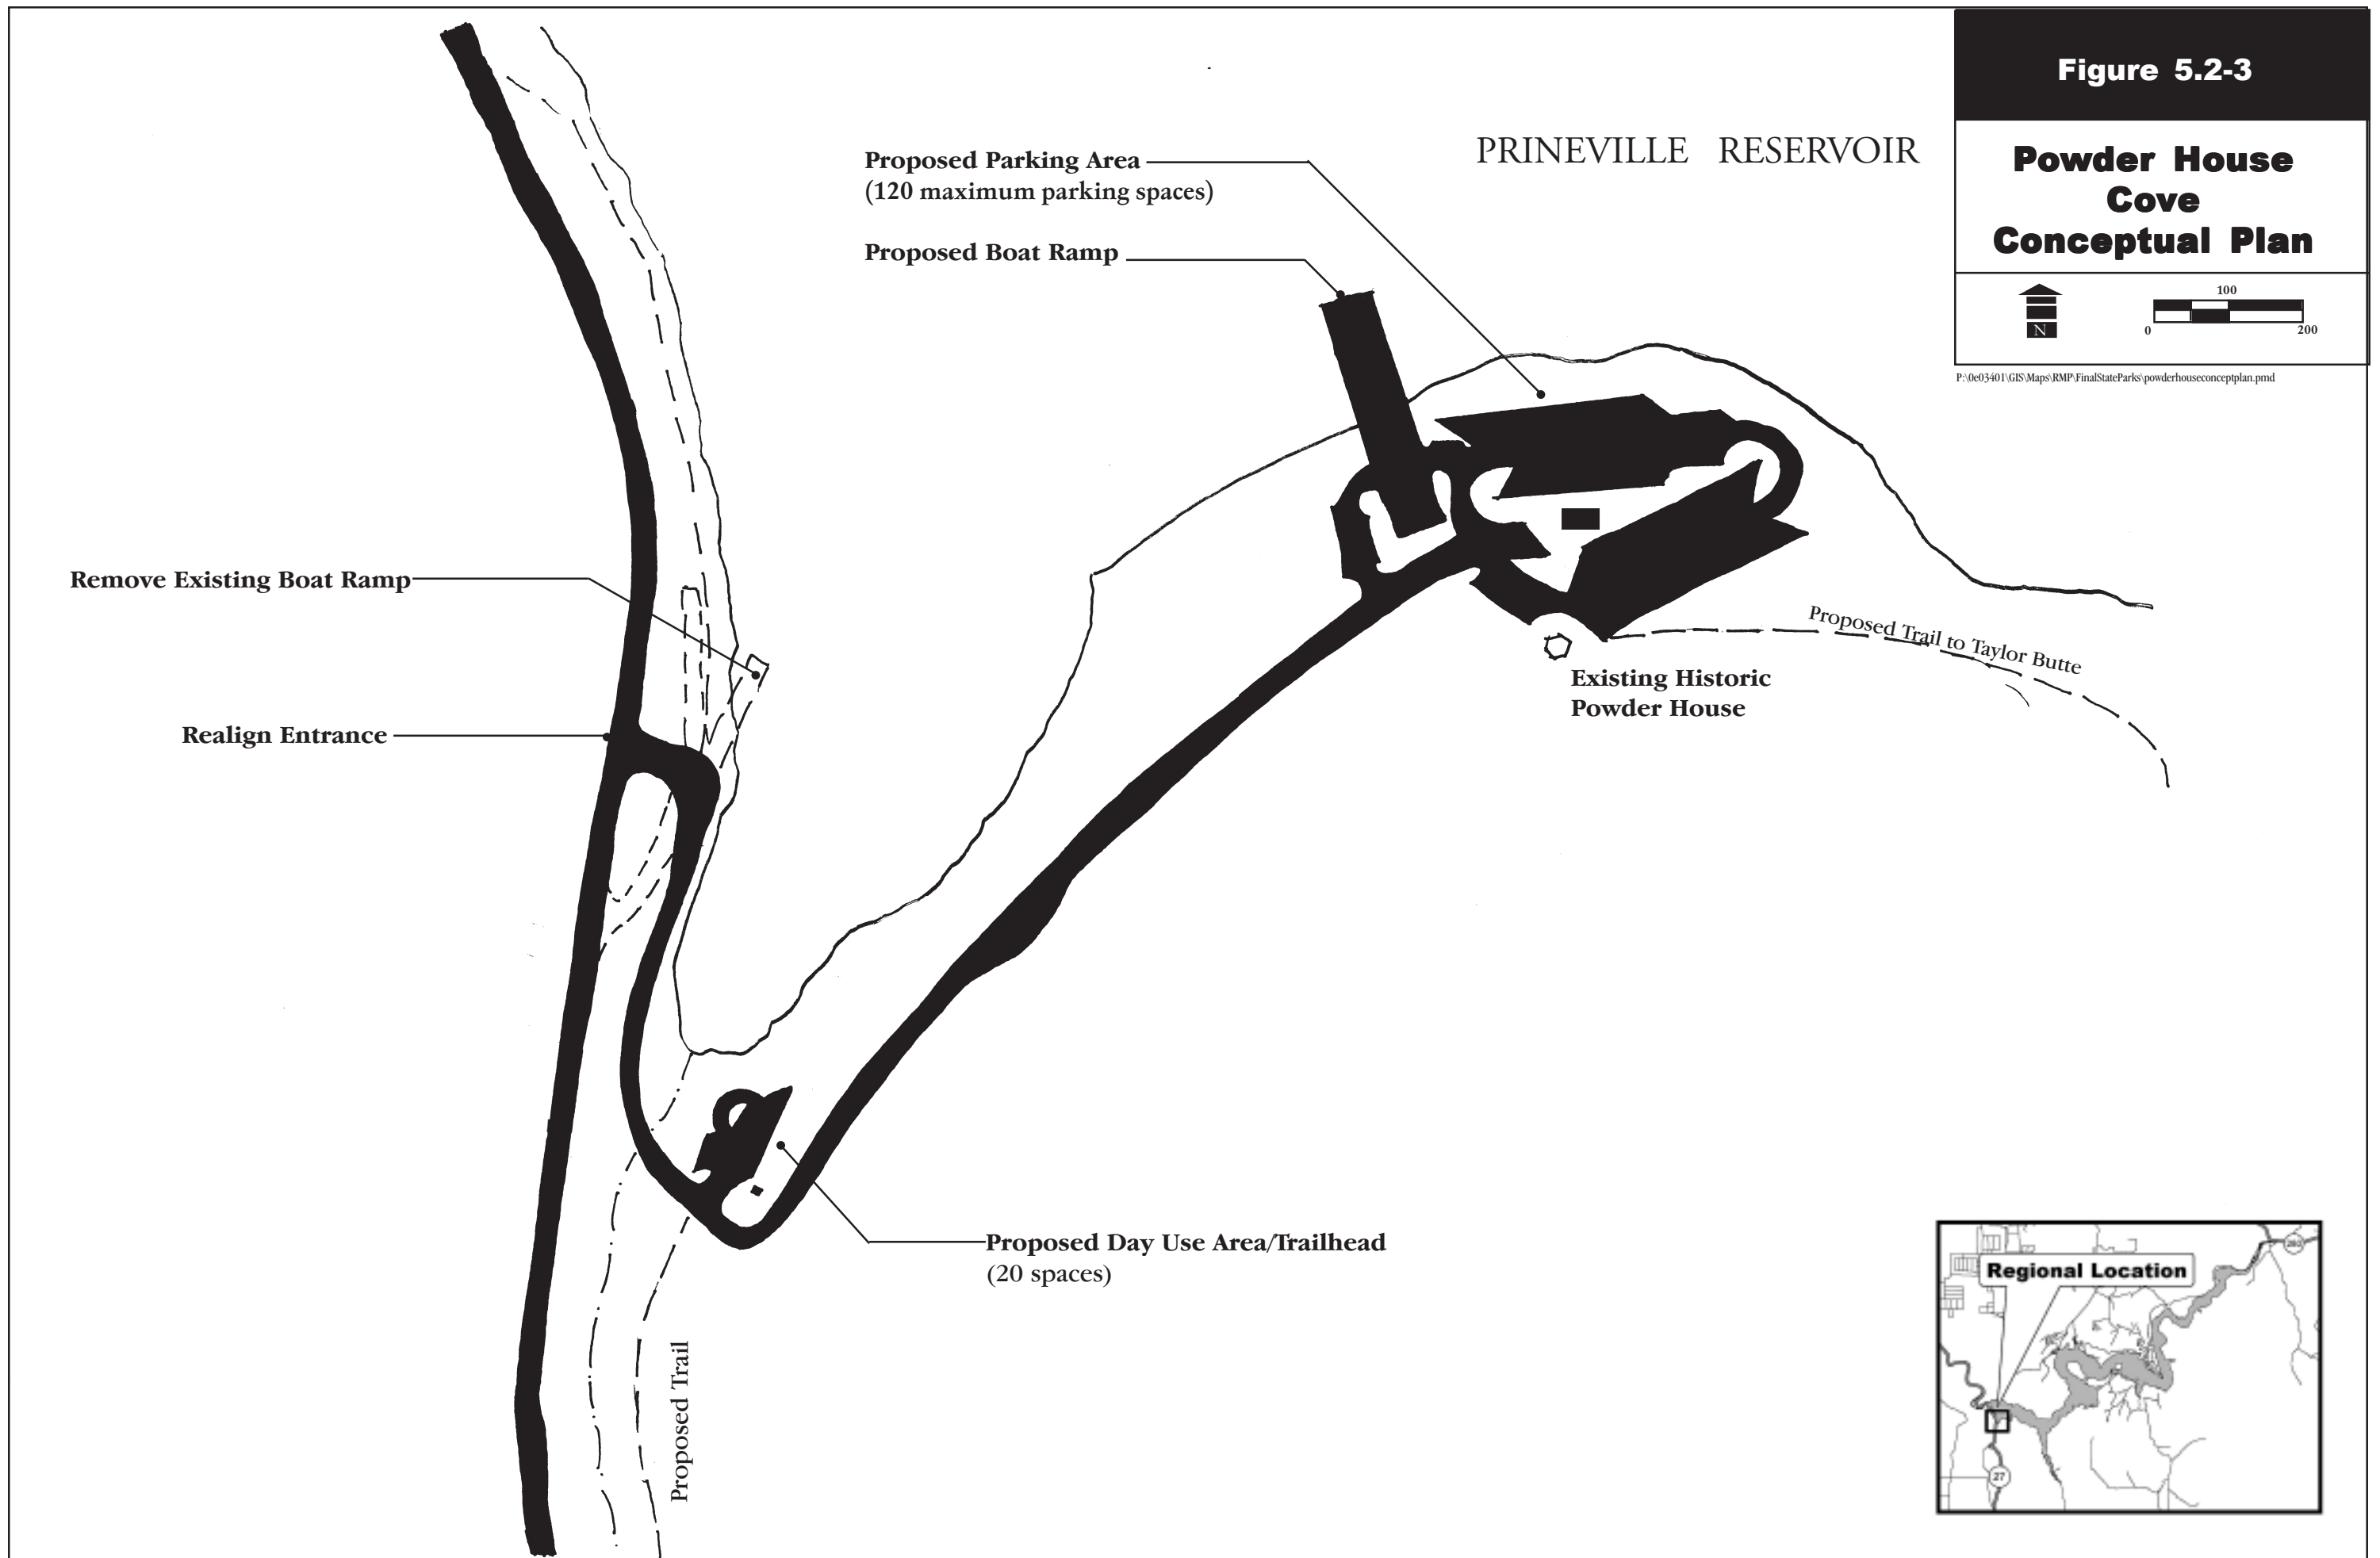 Figure 5.2-3
Powder House
Cove
Conceptual Plan
N
100
0
200
P:\0e03401\GIS\Maps\RMP\FinalStateParks\powderhouseconceptplan.pmd
PRINEVILLE RESERVOIR
Proposed Parking Area
(120 maximum parking spaces)
Proposed Boat Ramp
Remove Existing Boat Ramp
Realign Entrance
Proposed Trail to Taylor Butte
Existing Historic
Powder House
Proposed Day Use Area/Trailhead
(20 spaces)
Proposed Trail
Regional Location
27